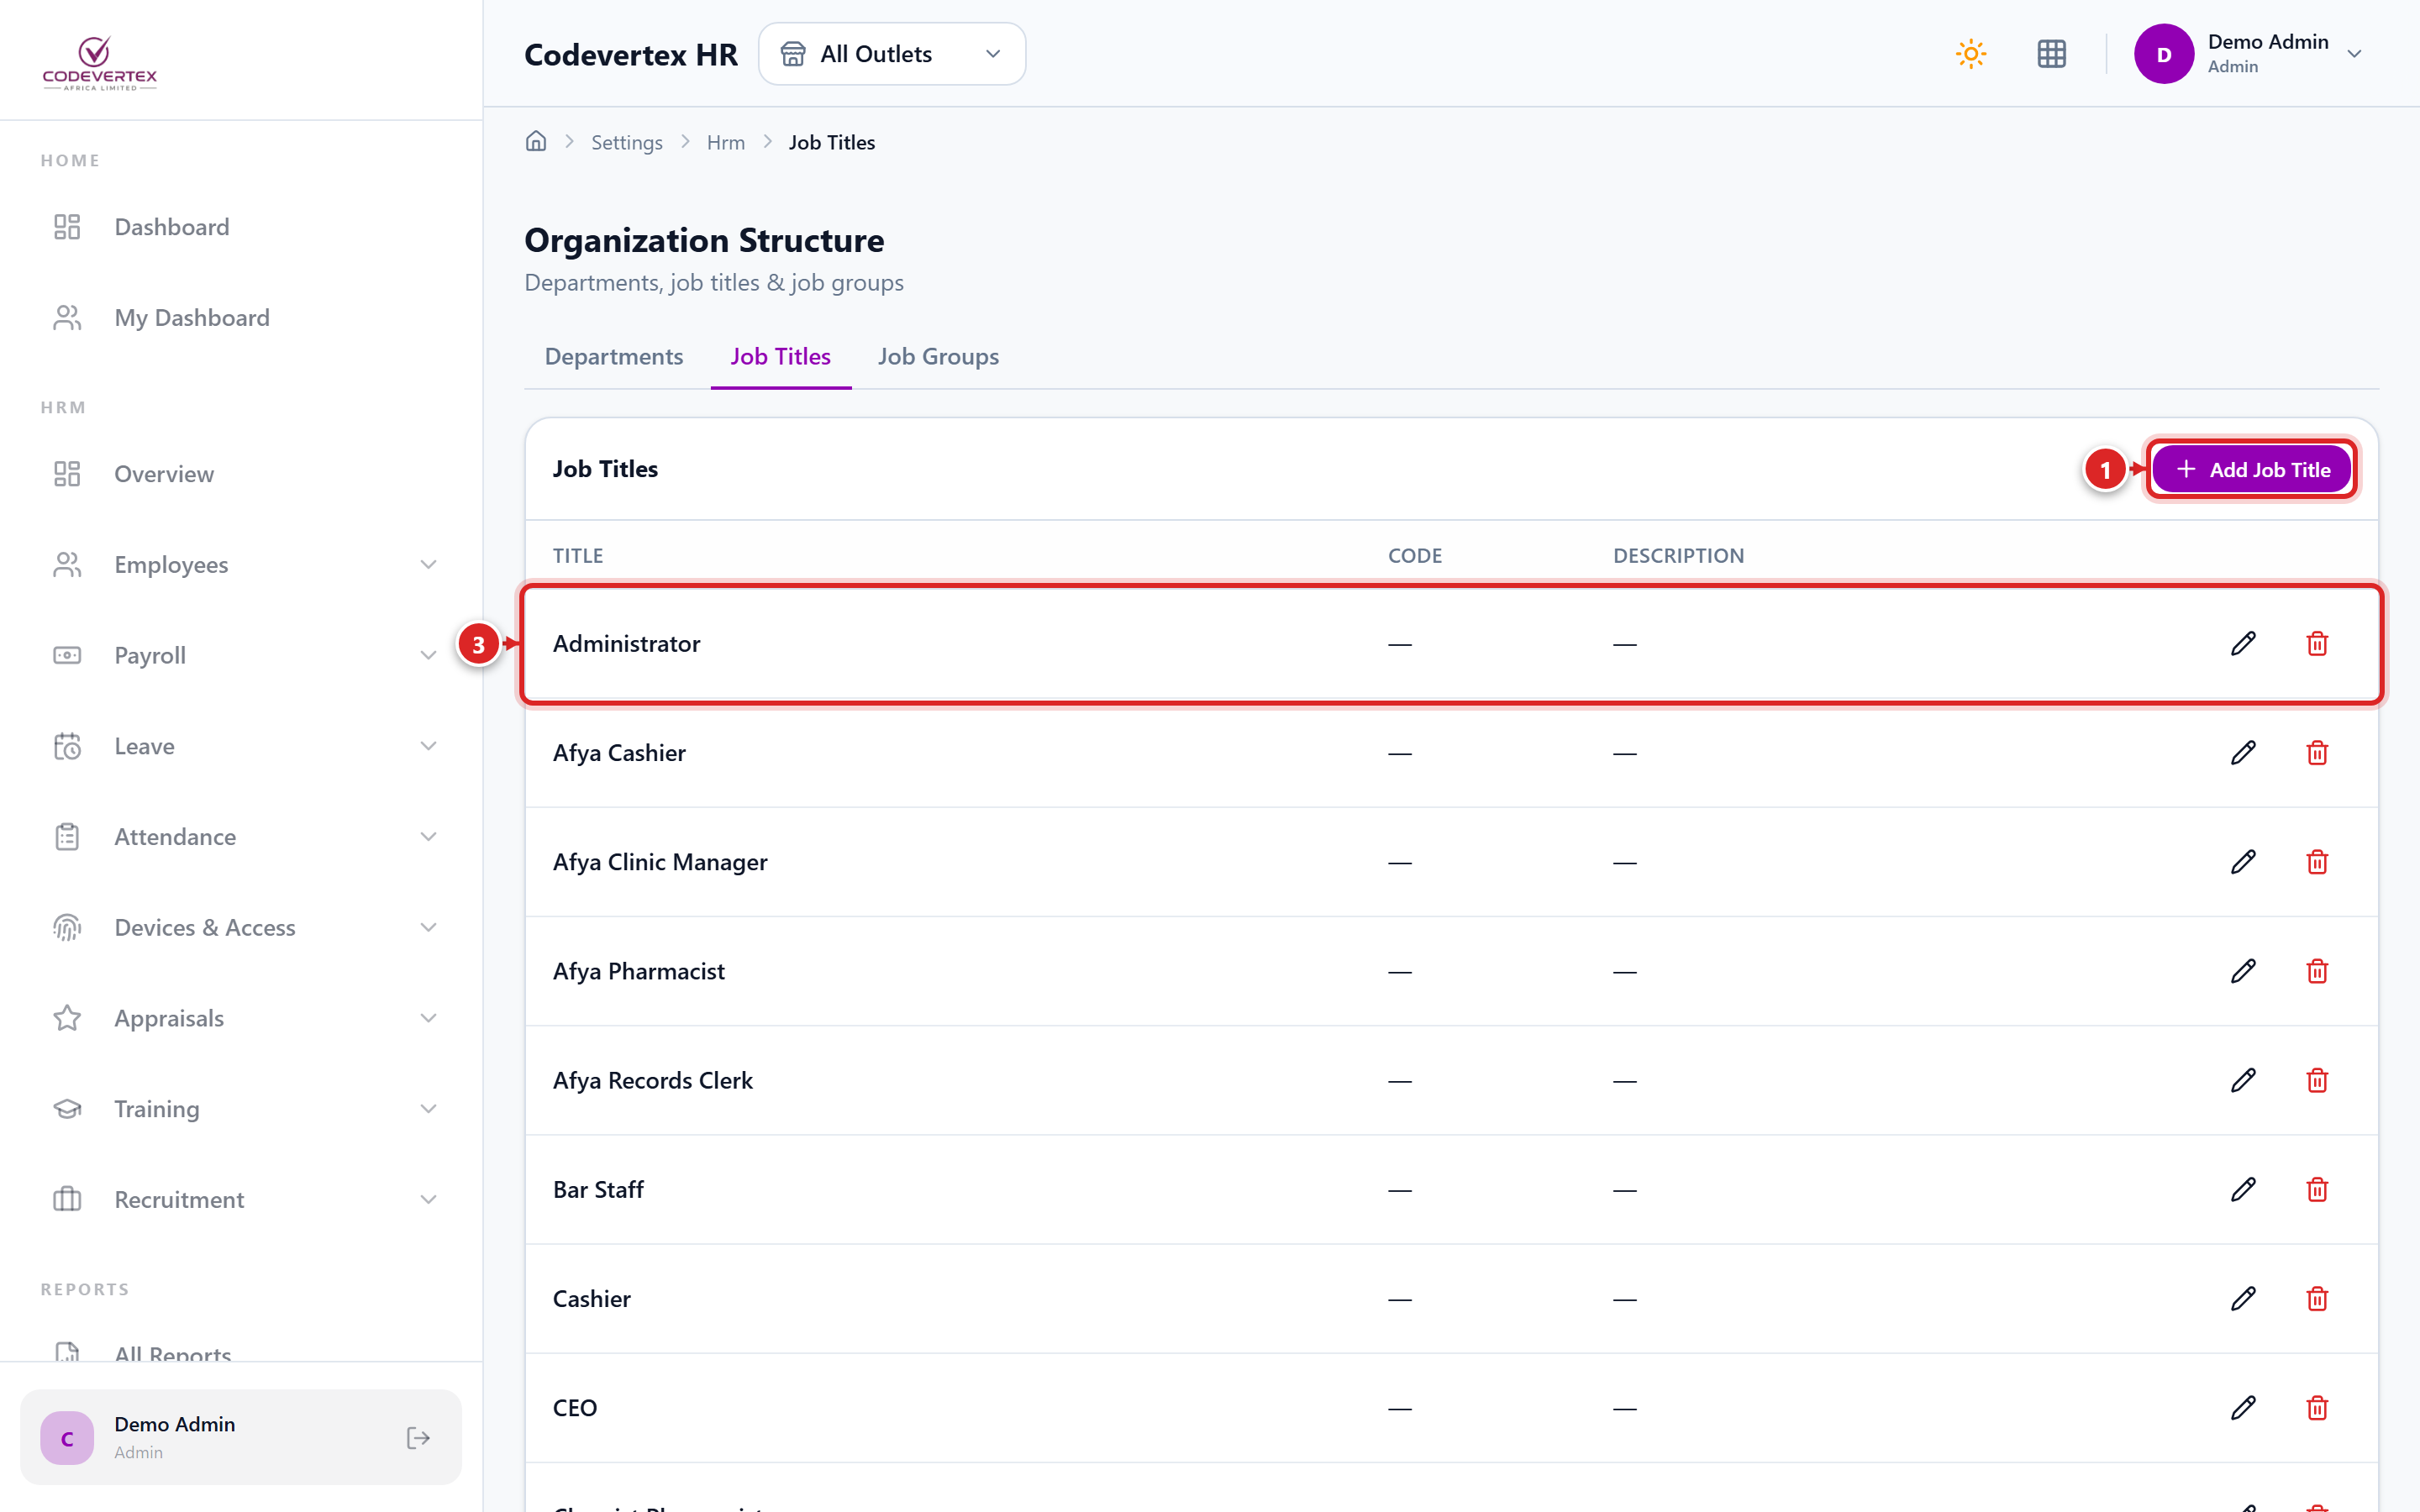 CODEVERTEX
AFRICA LIMITED
HOME
Dashboard
My Dashboard
HRM
Overview
Employees
Payroll
Leave
Attendance
Devices & Access
Appraisals
Training
Recruitment
REPORTS
All Reports
C
Demo Admin
Admin
Codevertex HR
All Outlets
D
Demo Admin
Admin
Settings
Hrm
Job Titles
Organization Structure
Departments, job titles & job groups
Departments
Job Titles
Job Groups
Job Titles
1
Add Job Title
TITLE
CODE
DESCRIPTION
3
Administrator
—
—
Afya Cashier
—
—
Afya Clinic Manager
—
—
Afya Pharmacist
—
—
Afya Records Clerk
—
—
Bar Staff
—
—
Cashier
—
—
CEO
—
—